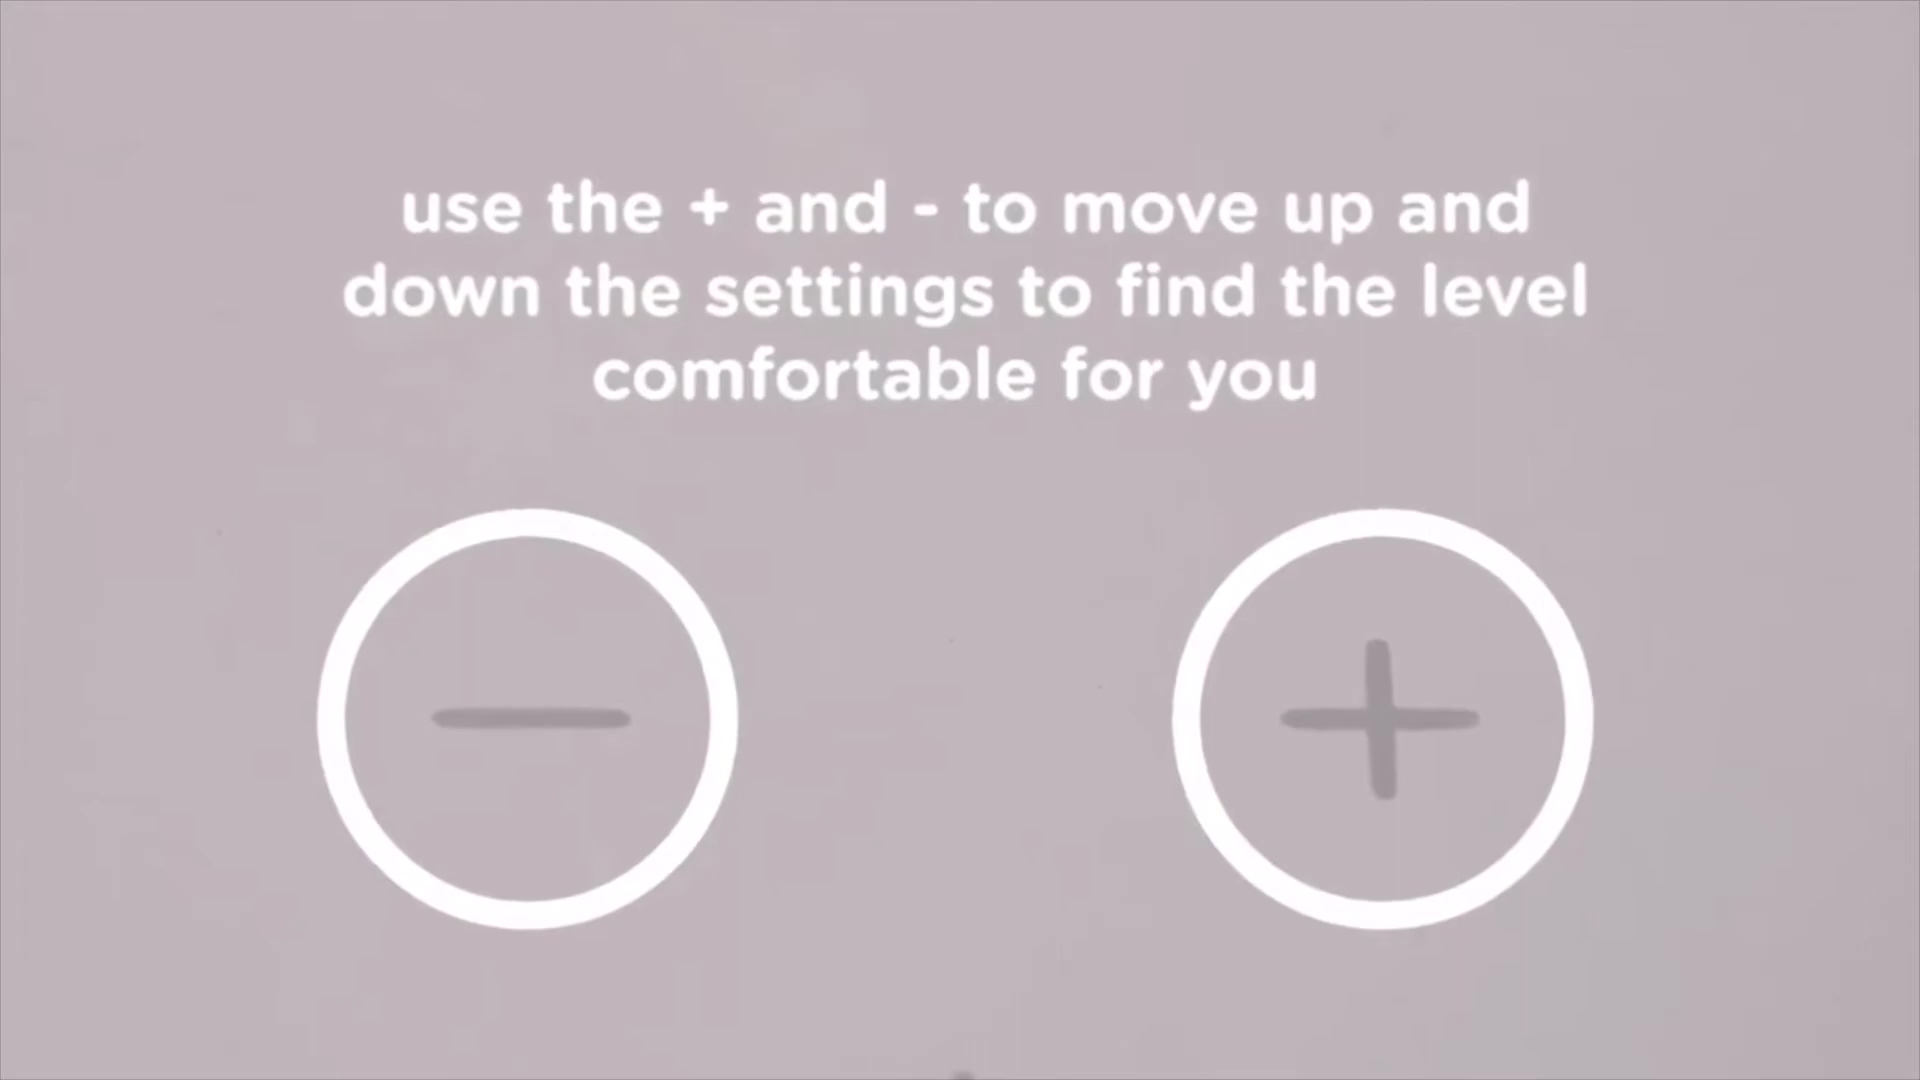 use the + and - to move up and
down the settings to find the level
comfortable for you